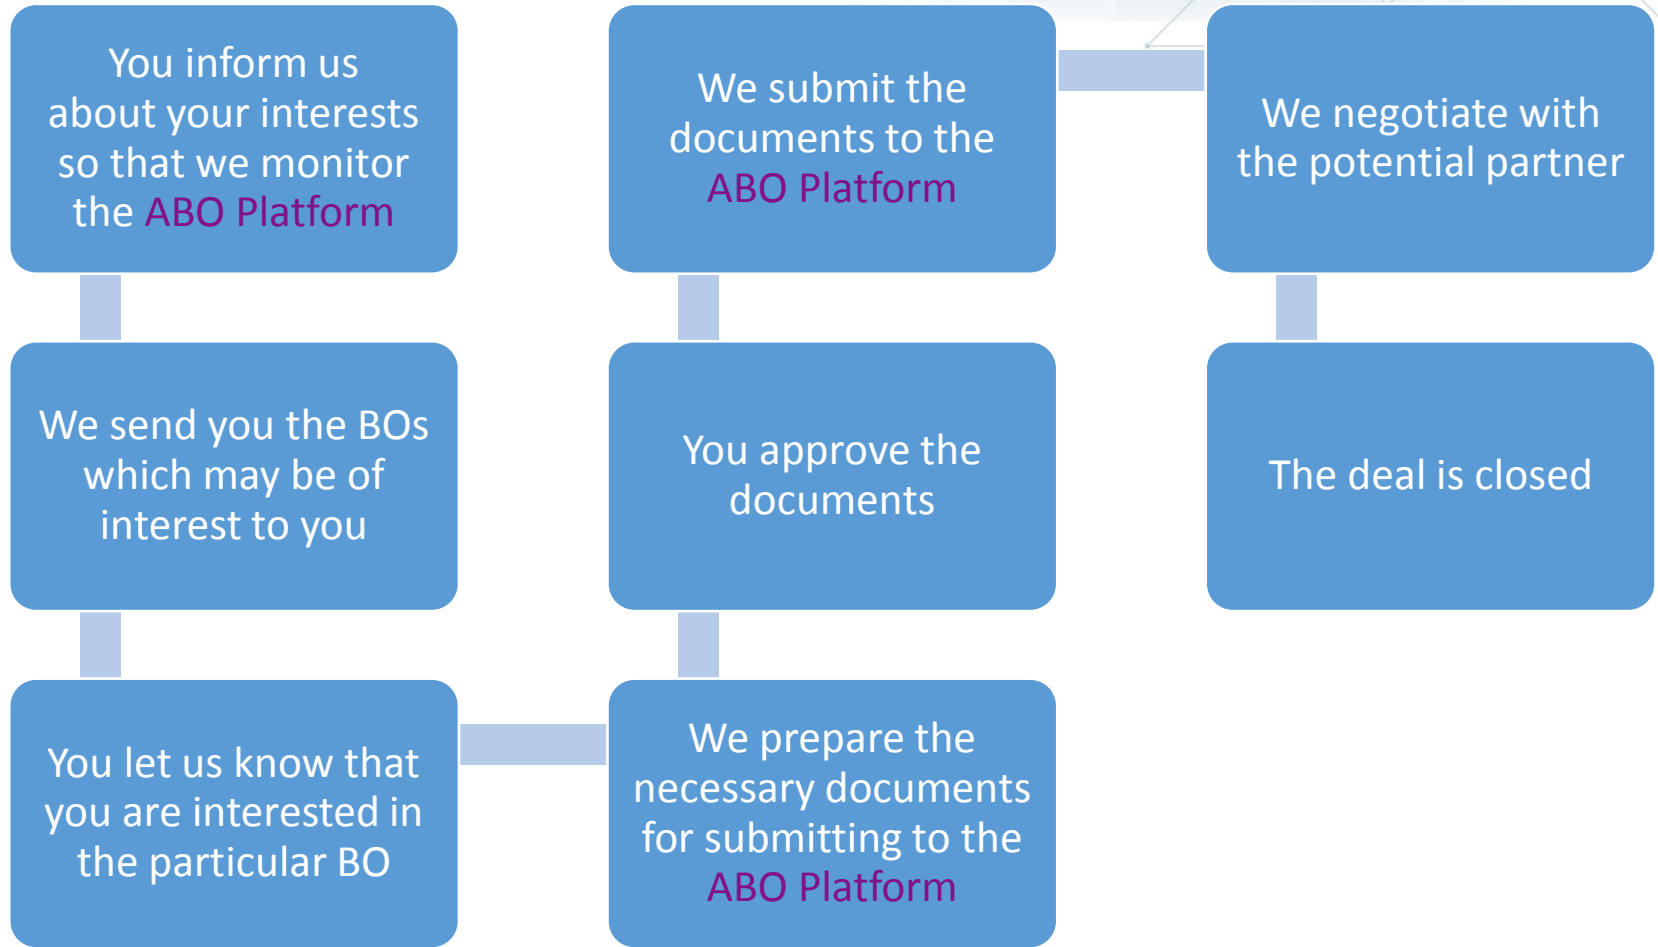 You inform us
about your interests
so that we monitor
the ABO Platform
We send you the BOs
which may be of
interest to you
You let us know that
you are interested in
the particular BO
We prepare the
necessary documents
for submitting to the
ABO Platform
You approve the
documents
We submit the
documents to the
ABO Platform
We negotiate with
the potential partner
The deal is closed